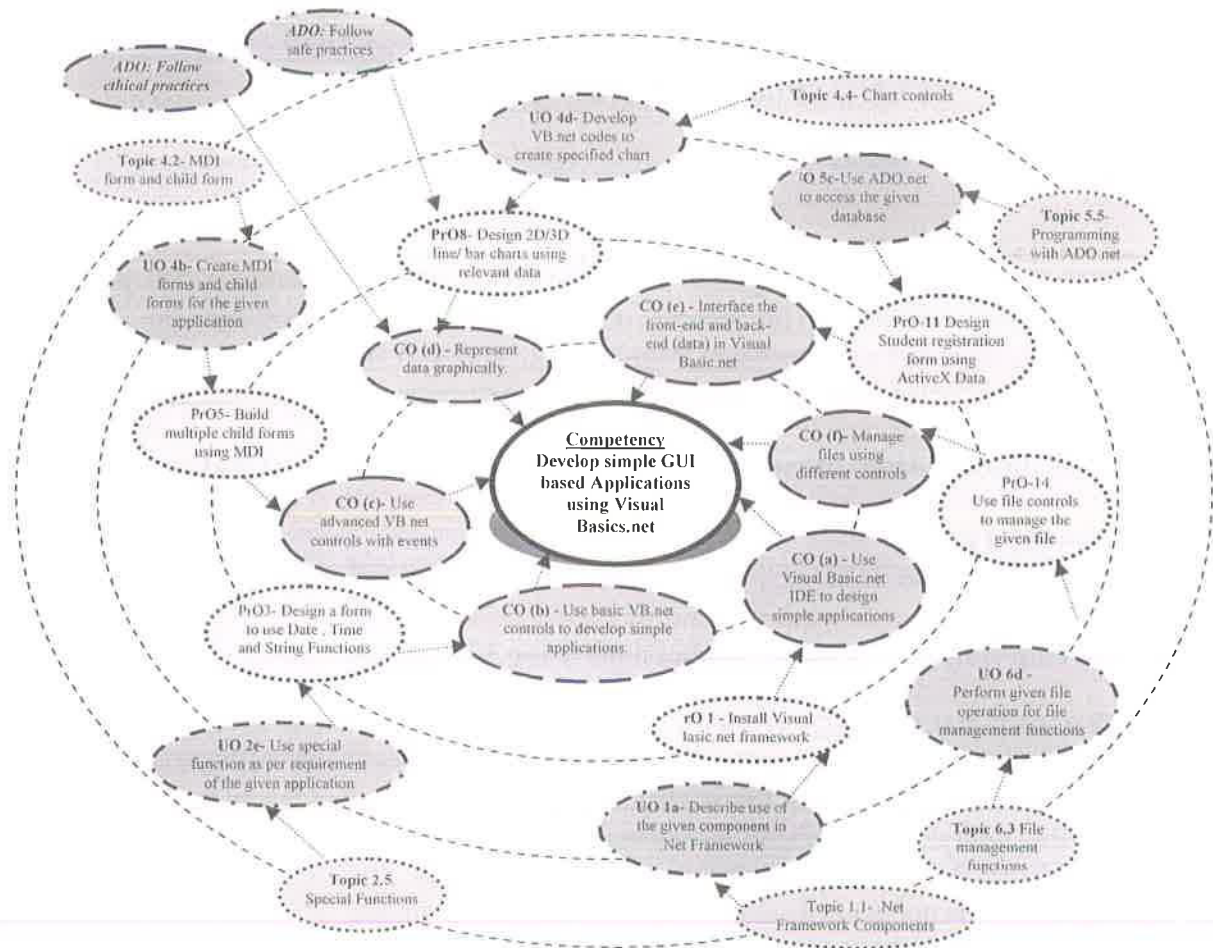 ADO: Follow
safe practices
ADO: Follow
ethical practices
Topic 4.4- Chart controls
UO 4d- Develop
VB.net codes to
create specified chart
Topic 4.2- MDI
form and child form
O 5c-Use ADO.net
to access the given
database
Topic 5.5-
Programming
with ADO.net
PrO8- Design 2D/3D
line/ bar charts using
relevant data
UO 4b- Create MDI
forms and child
forms for the given
application
CO (e) - Interface the
front-end and back-
end (data) in Visual
Basic.net
PrO-11 Design
Student registration
form using
ActiveX Data
CO (d) - Represent
data graphically.
PrO5- Build
multiple child forms
using MDI
Competency
Develop simple GUI
based Applications
using Visual
Basics.net
CO (f)- Manage
files using
different controls
PrO-14
Use file controls
to manage the
given file
CO (c)- Use
advanced VB.net
controls with events
CO (a) - Use
Visual Basic.net
IDE to design
simple applications
PrO3- Design a form
to use Date , Time
and String Functions
CO (b) - Use basic VB.net
controls to develop simple
applications.
UO 6d -
Perform given file
operation for file
management functions
rO 1 - Install Visual
lasic.net framework
UO 2e- Use special
function as per requirement
of the given application
UO 1a- Describe use of
the given component in
Net Framework
Topic 6.3 File
management
functions
Topic 2.5
Special Functions
Topic 1.1- .Net
Framework Components